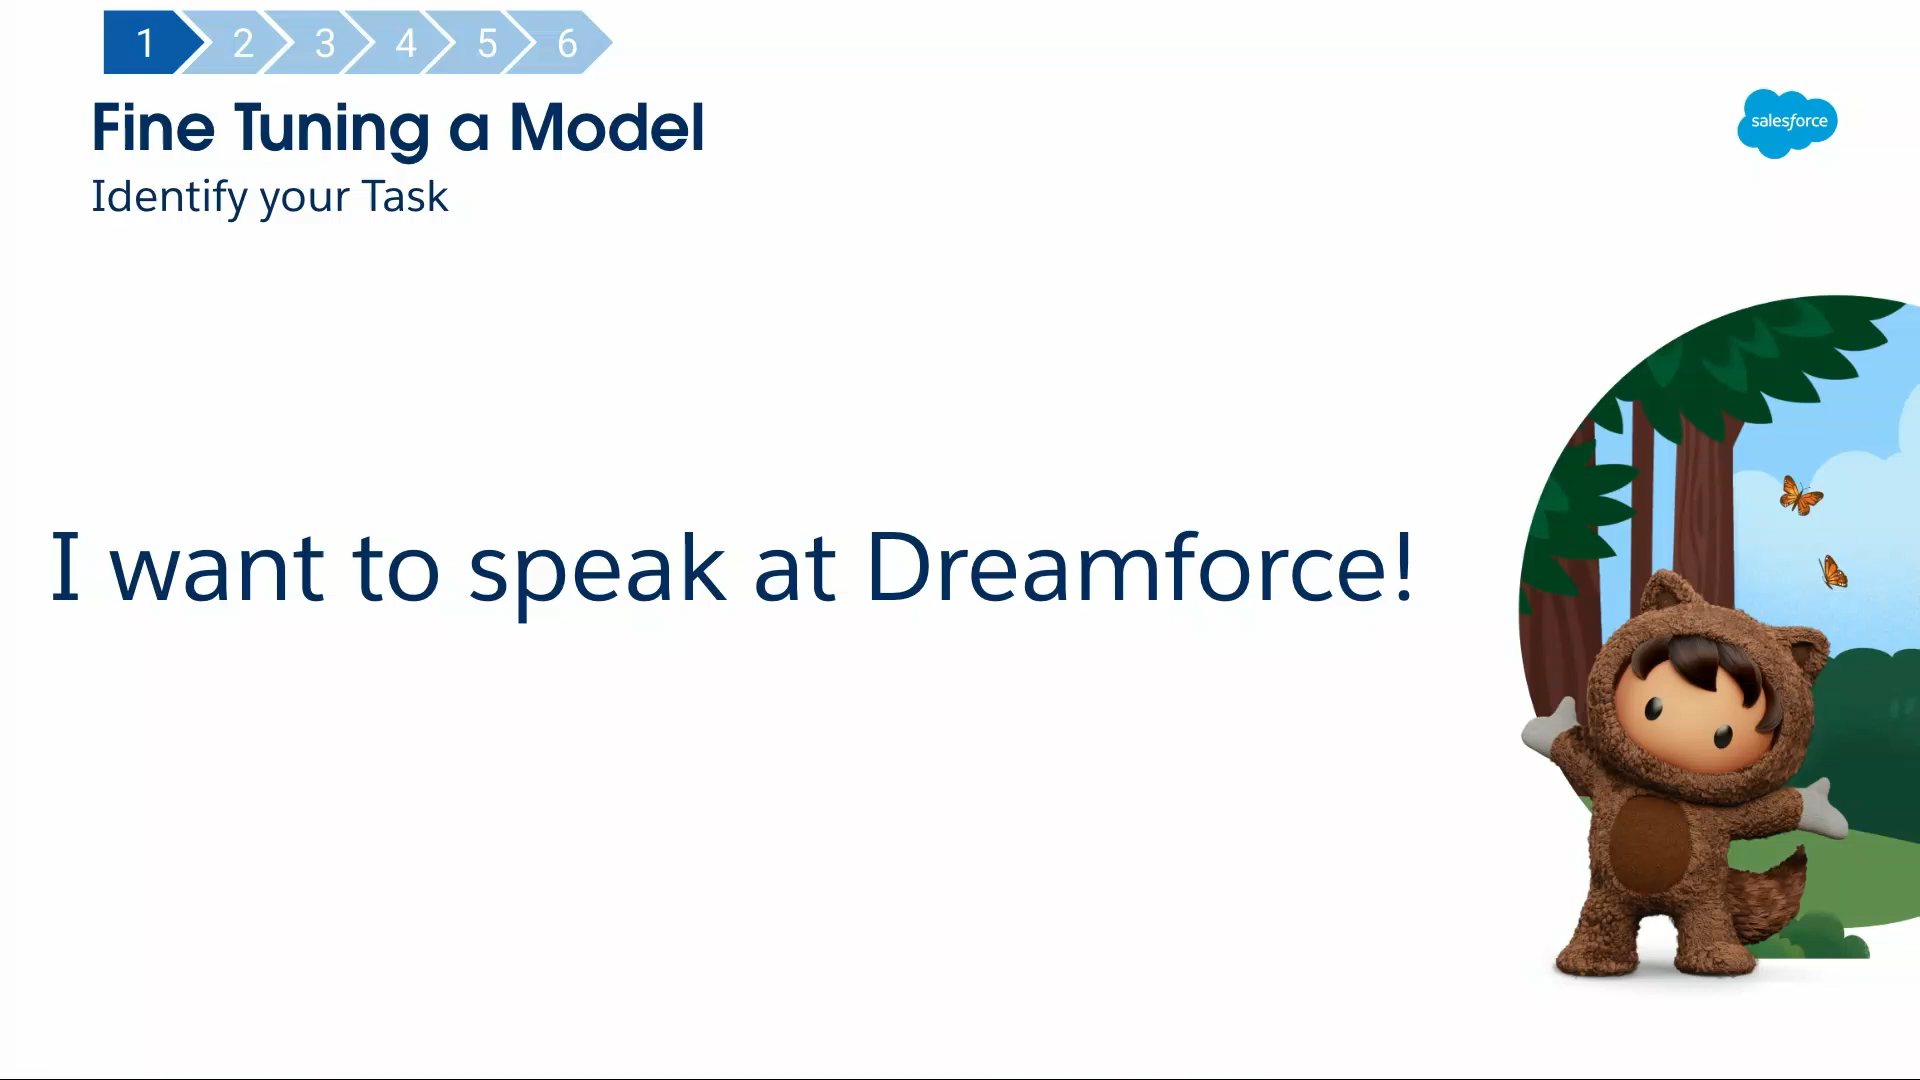 1 2 3 4 5 6
Fine Tuning a Model
salesforce
Identify your Task
I want to speak at Dreamforce!